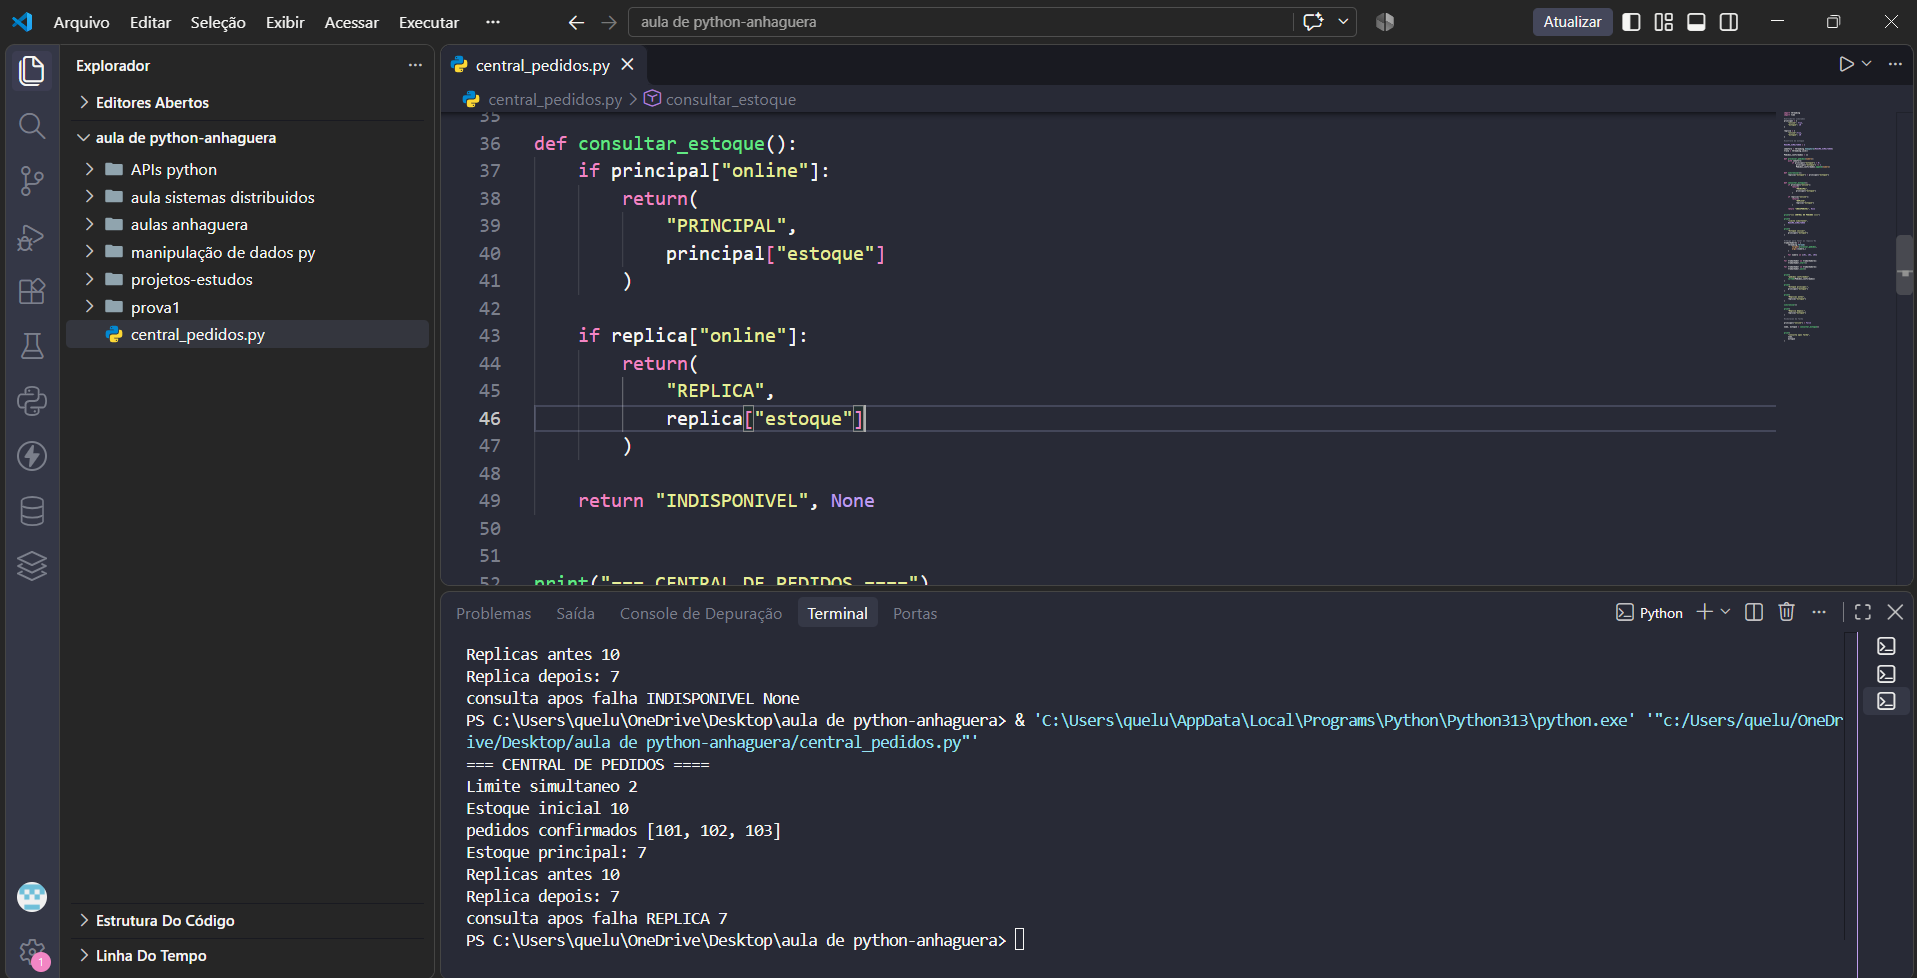 Arquivo Editar Seleção Exibir Acessar Executar ··· aula de python-anhaguera Atualizar
Explorador ···
Editores Abertos
aula de python-anhaguera
APIs python
aula sistemas distribuidos
aulas anhaguera
manipulação de dados py
projetos-estudos
prova1
central_pedidos.py
Estrutura Do Código
Linha Do Tempo
1
central_pedidos.py
central_pedidos.py > consultar_estoque
35
36 def consultar_estoque():
37 if principal["online"]:
38 return(
39 "PRINCIPAL",
40 principal["estoque"]
41 )
42
43 if replica["online"]:
44 return(
45 "REPLICA",
46 replica["estoque"]
47 )
48
49 return "INDISPONIVEL", None
50
51
52 print("=== CENTRAL DE PEDIDOS ====")
Problemas Saída Console de Depuração Terminal Portas Python
Replicas antes 10
Replica depois: 7
consulta apos falha INDISPONIVEL None
PS C:\Users\quelu\OneDrive\Desktop\aula de python-anhaguera> & 'C:\Users\quelu\AppData\Local\Programs\Python\Python313\python.exe' '"c:/Users/quelu/OneDr
ive/Desktop/aula de python-anhaguera/central_pedidos.py"'
=== CENTRAL DE PEDIDOS ====
Limite simultaneo 2
Estoque inicial 10
pedidos confirmados [101, 102, 103]
Estoque principal: 7
Replicas antes 10
Replica depois: 7
consulta apos falha REPLICA 7
PS C:\Users\quelu\OneDrive\Desktop\aula de python-anhaguera>